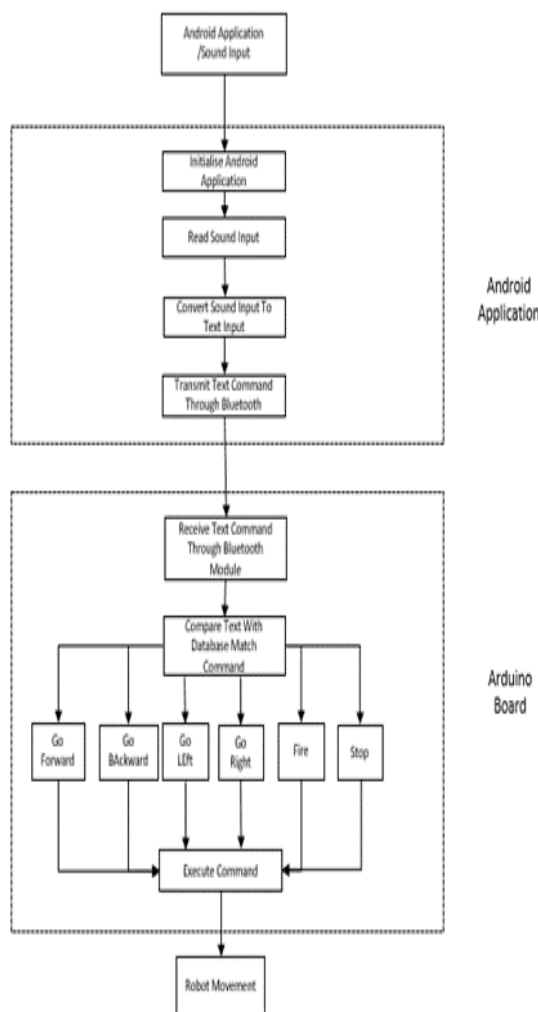 Android Application
/Sound Input
Initialise Android
Application
Read Sound Input
Convert Sound Input To
Text Input
Transmit Text Command
Through Bluetooth
Android
Application
Receive Text Command
Through Bluetooth
Module
Compare Text With
Database Match
Command
Arduino
Board
Go
Forward
Go
BAckward
Go
LEft
Go
Right
Fire
Stop
Execute Command
Robot Movement